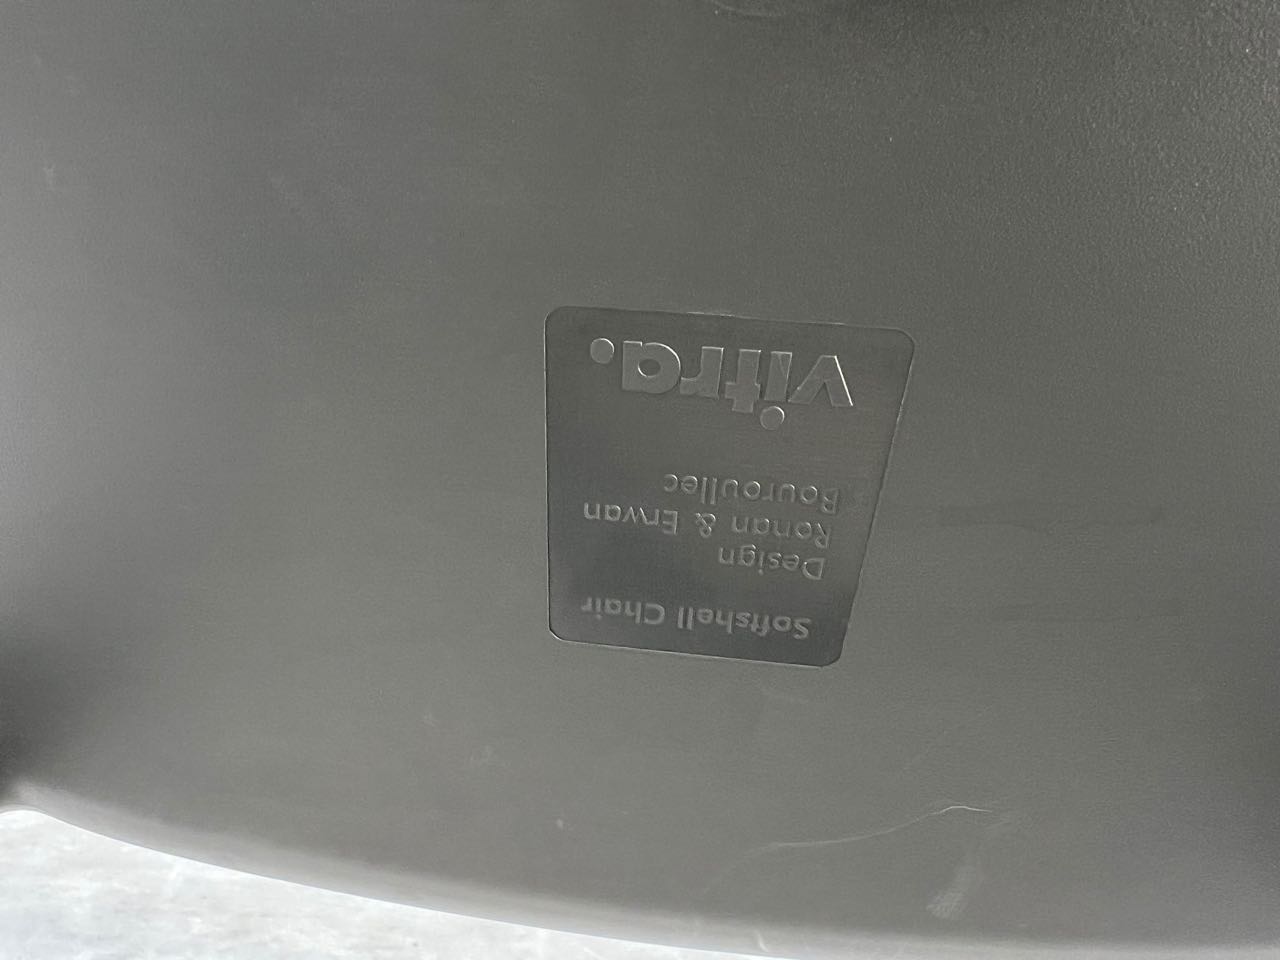 vitra.
Design
Ronan & Erwan
Bouroullec
Softshell Chair